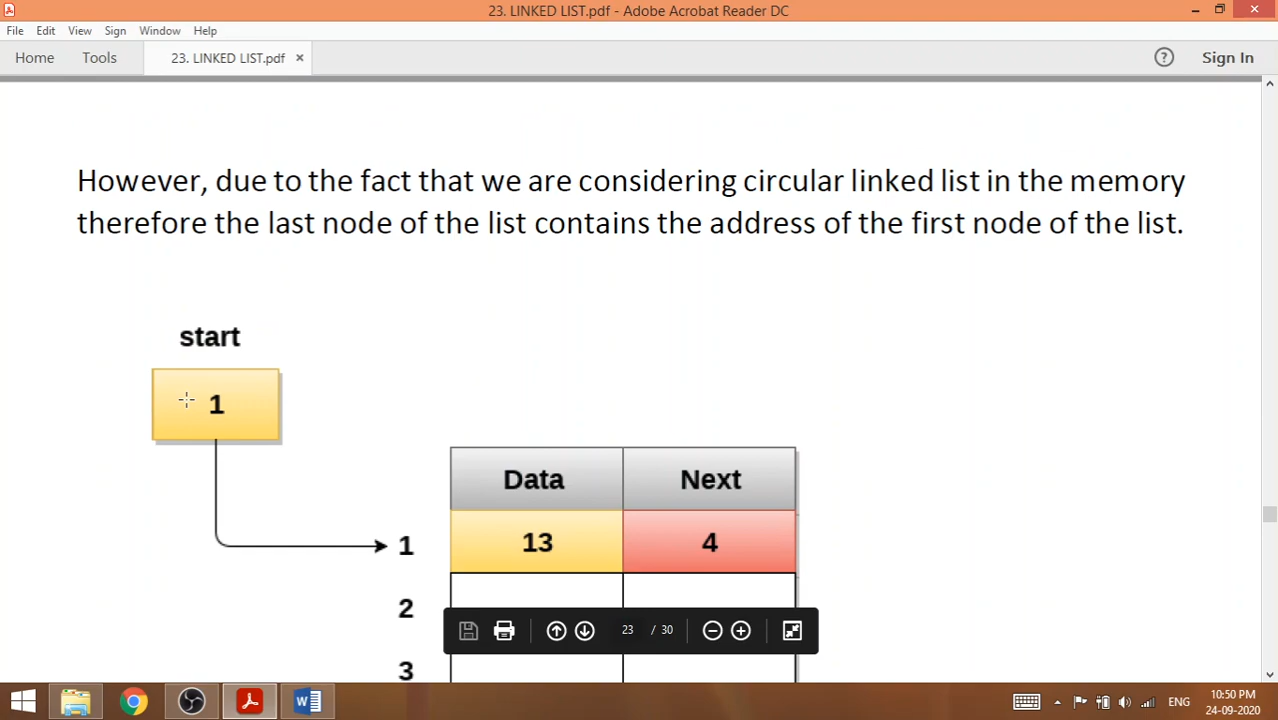 23. LINKED LIST.pdf - Adobe Acrobat Reader DC
File Edit View Sign Window Help
Home Tools 23. LINKED LIST.pdf × ? Sign In
However, due to the fact that we are considering circular linked list in the memory
therefore the last node of the list contains the address of the first node of the list.
start
1
Data Next
1 13 4
2
23 / 30
3
ENG
10:50 PM
24-09-2020